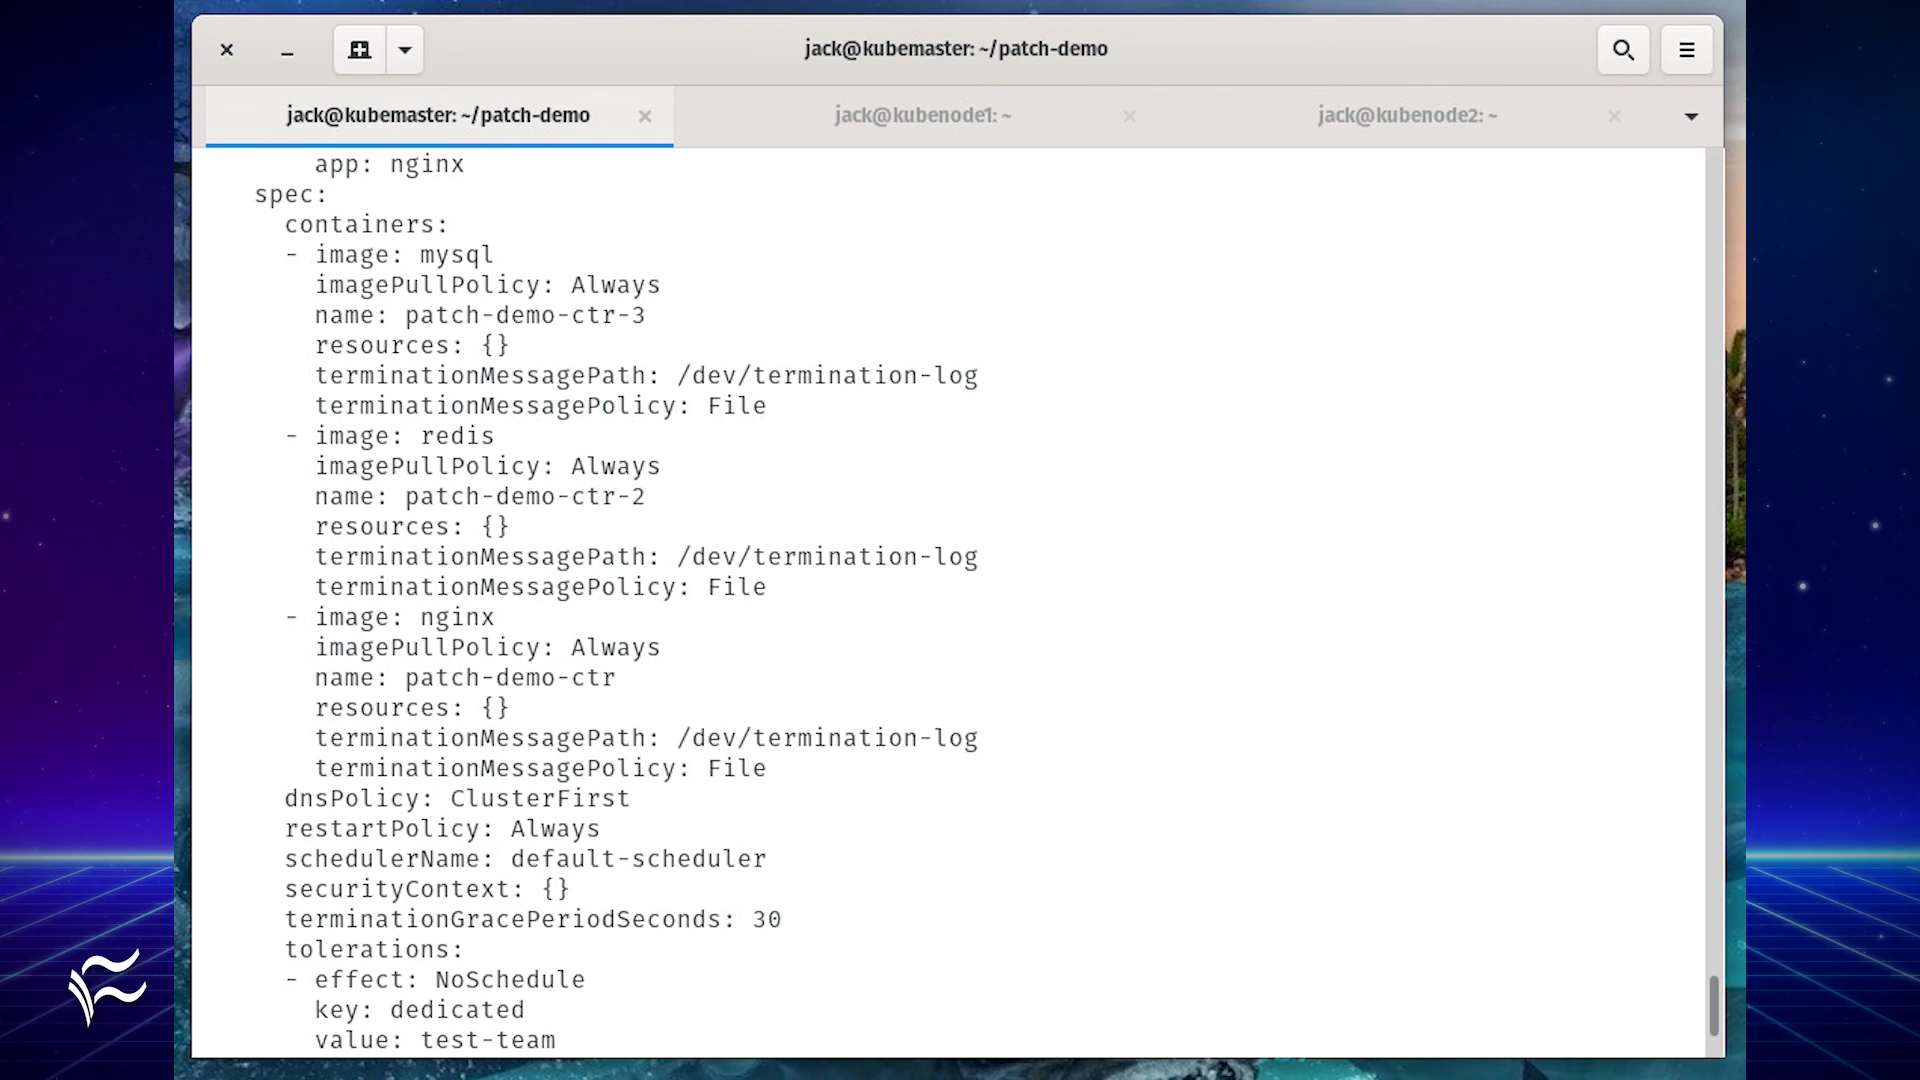 jack@kubemaster: ~/patch-demo
jack@kubemaster: ~/patch-demo
jack@kubenode1: ~
jack@kubenode2: ~
app: nginx
spec:
containers:
- image: mysql
imagePullPolicy: Always
name: patch-demo-ctr-3
resources: {}
terminationMessagePath: /dev/termination-log
terminationMessagePolicy: File
- image: redis
imagePullPolicy: Always
name: patch-demo-ctr-2
resources: {}
terminationMessagePath: /dev/termination-log
terminationMessagePolicy: File
- image: nginx
imagePullPolicy: Always
name: patch-demo-ctr
resources: {}
terminationMessagePath: /dev/termination-log
terminationMessagePolicy: File
dnsPolicy: ClusterFirst
restartPolicy: Always
schedulerName: default-scheduler
securityContext: {}
terminationGracePeriodSeconds: 30
tolerations:
- effect: NoSchedule
key: dedicated
value: test-team